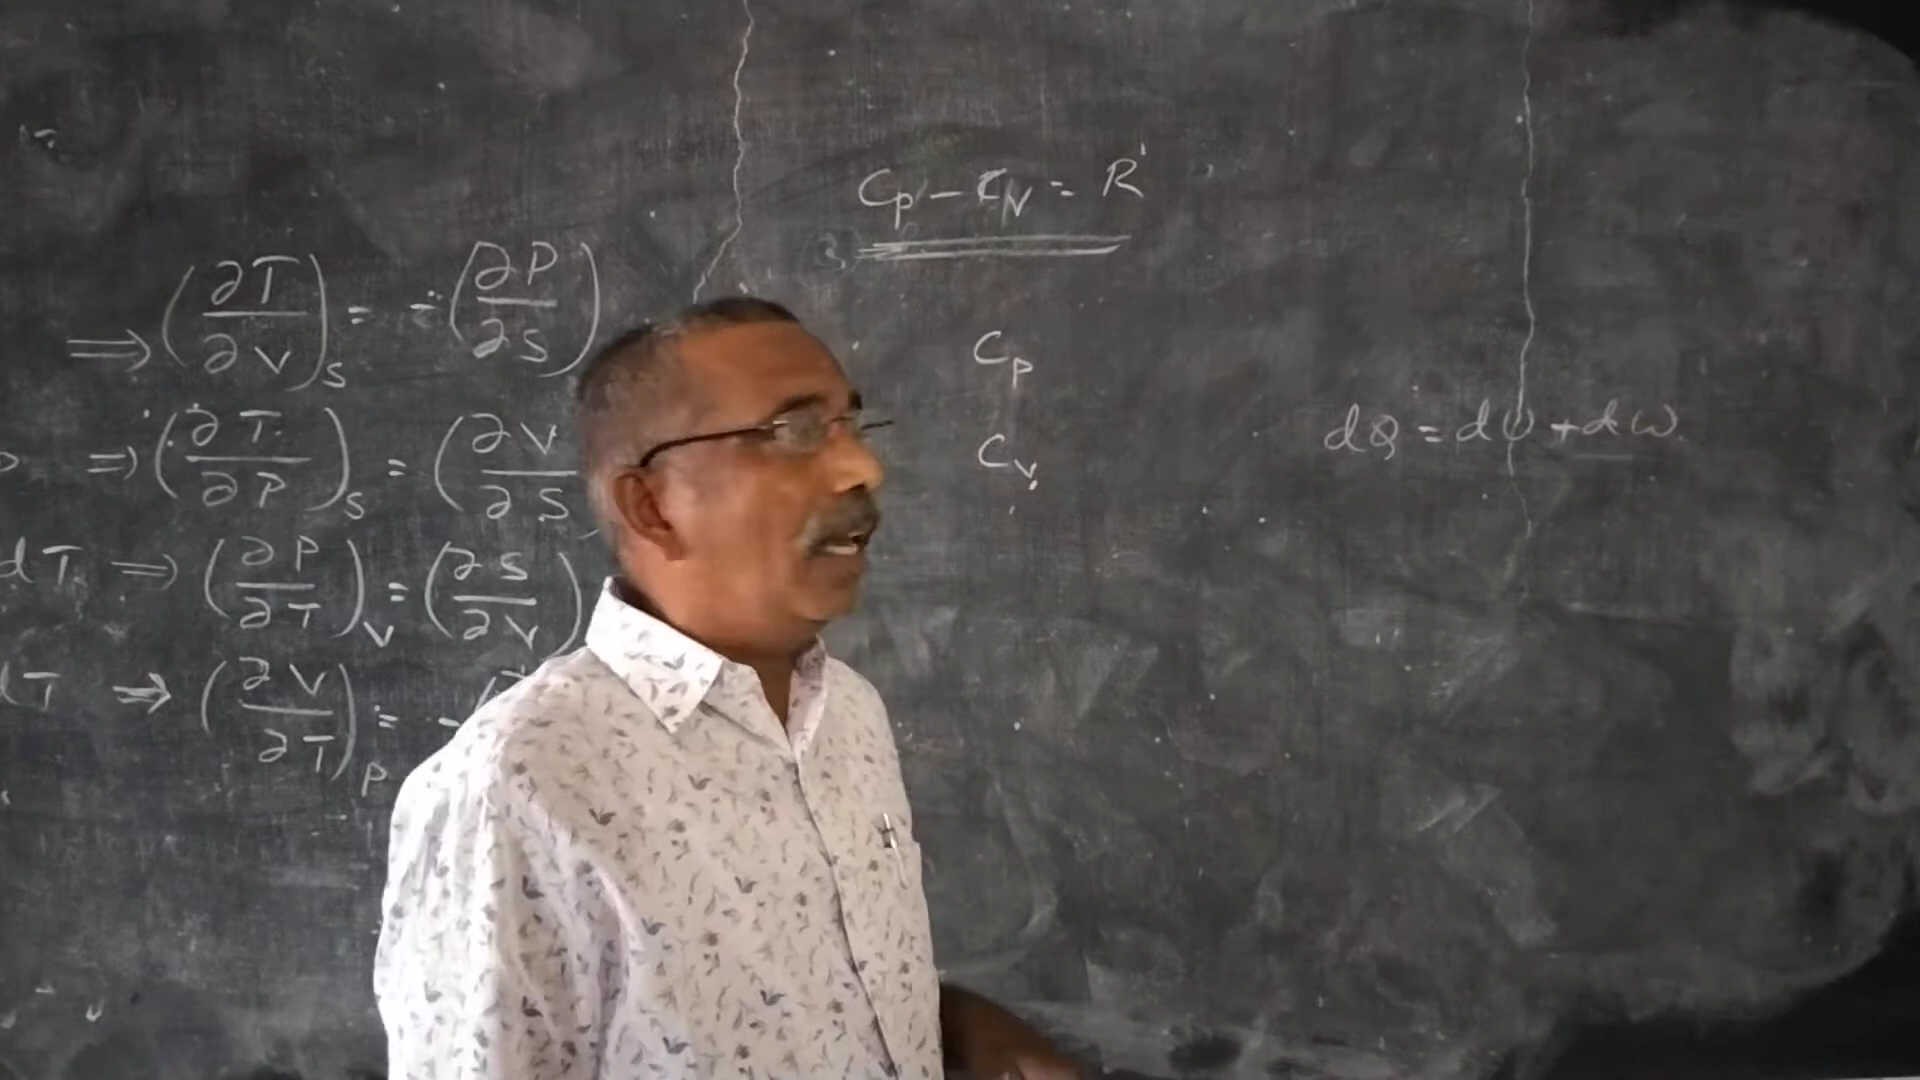 ⇒ (∂T/∂V)s = - (∂P/∂S)
⇒ (∂T/∂P)s = (∂V/∂S
dT ⇒ (∂P/∂T)v = (∂S/∂V)
dT ⇒ (∂V/∂T)P = -
CP - CV = R
CP
CV
dQ = dU + dW